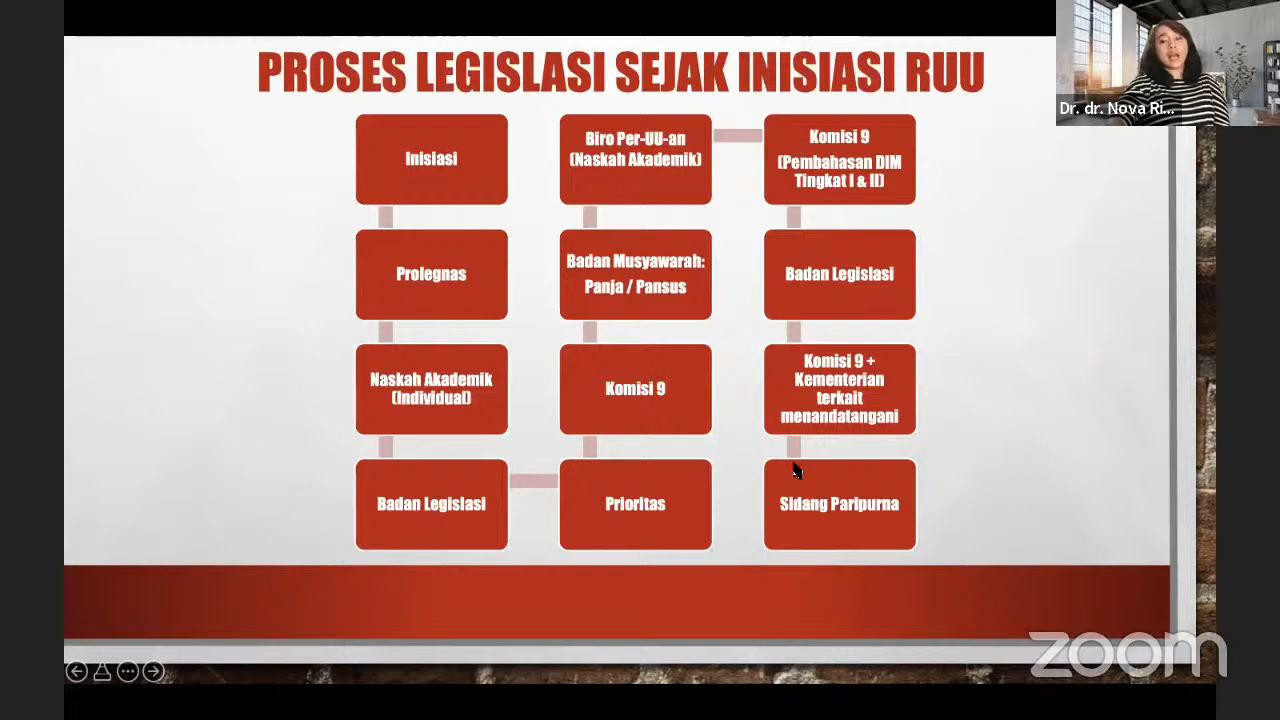 PROSES LEGISLASI SEJAK INISIASI RUU
Inisiasi
Prolegnas
Naskah Akademik
(Individual)
Badan Legislasi
Prioritas
Komisi 9
Badan Musyawarah:
Panja / Pansus
Biro Per-UU-an
(Naskah Akademik)
Komisi 9
(Pembahasan DIM
Tingkat I & II)
Badan Legislasi
Komisi 9 +
Kementerian
terkait
menandatangani
Sidang Paripurna
Dr. dr. Nova Ri...
zoom